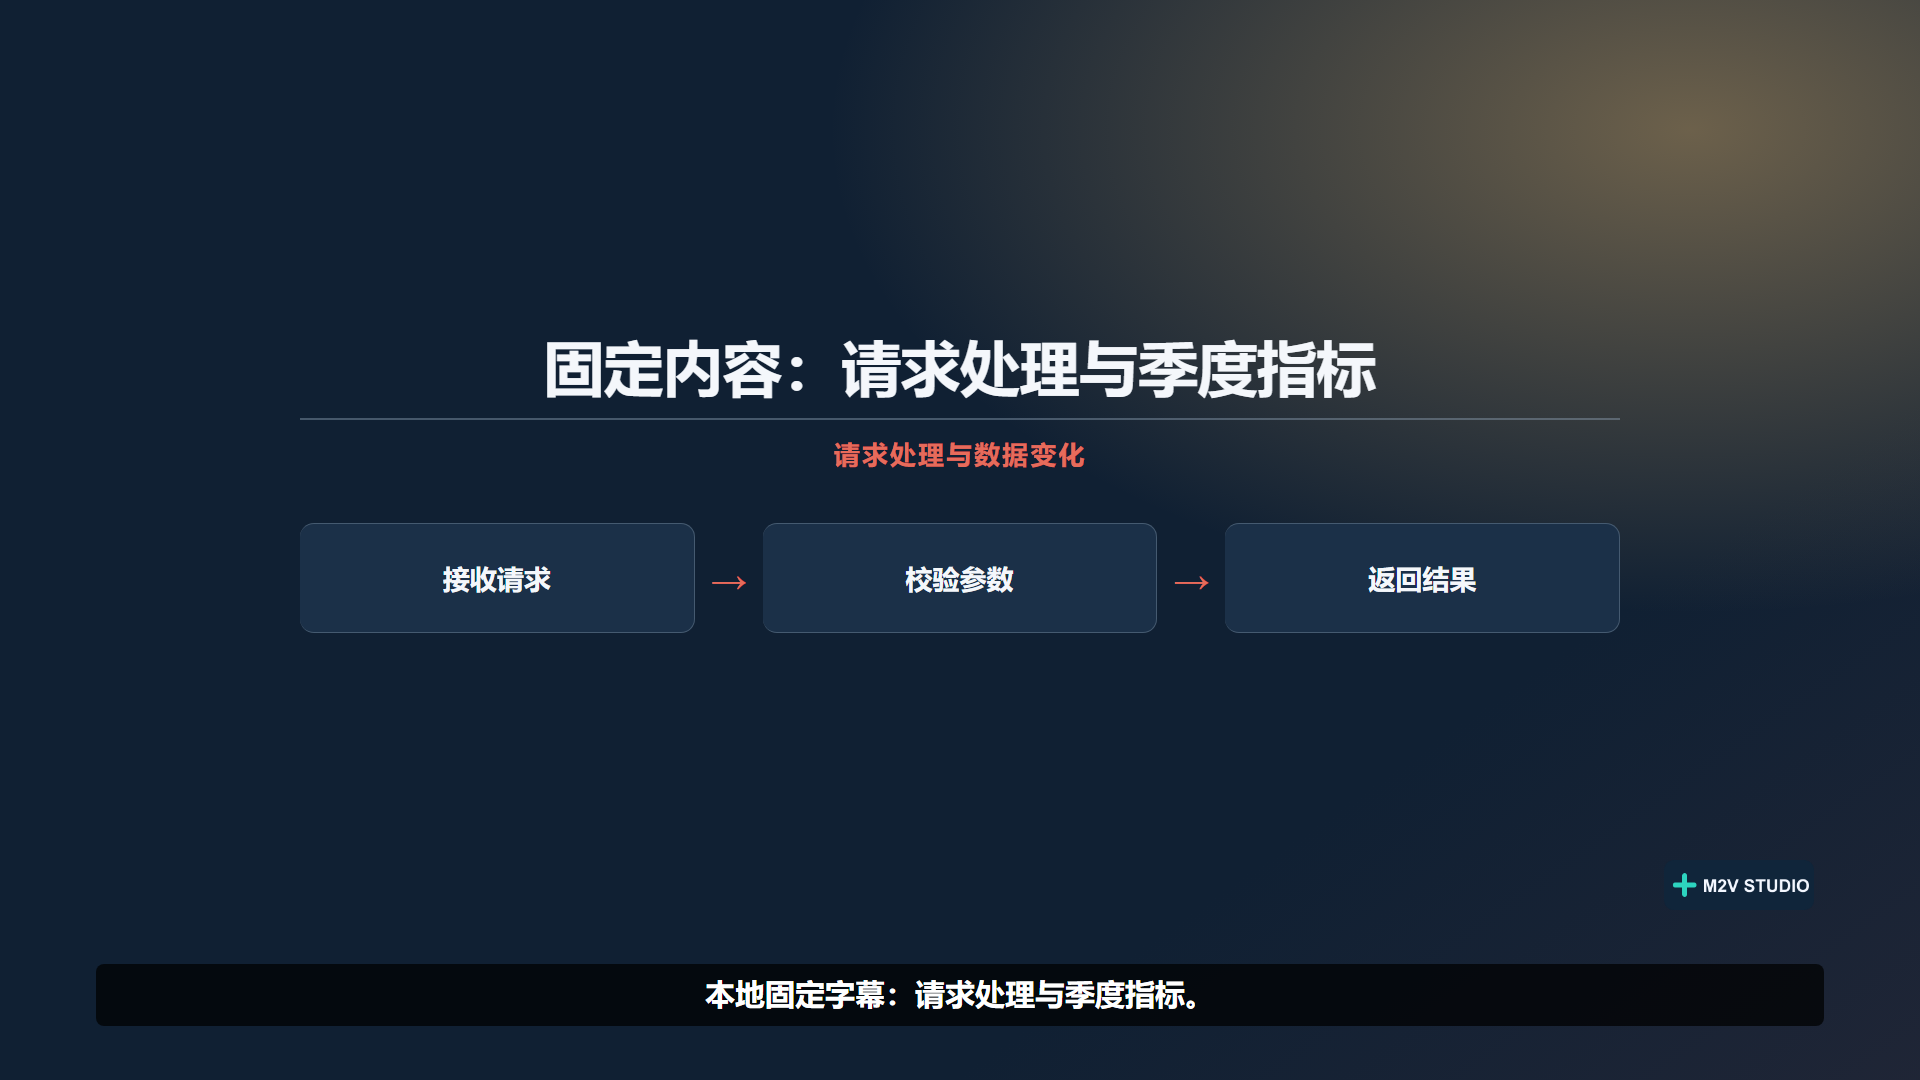 固定内容：请求处理与季度指标
请求处理与数据变化
接收请求 → 校验参数 → 返回结果
M2V STUDIO
本地固定字幕：请求处理与季度指标。